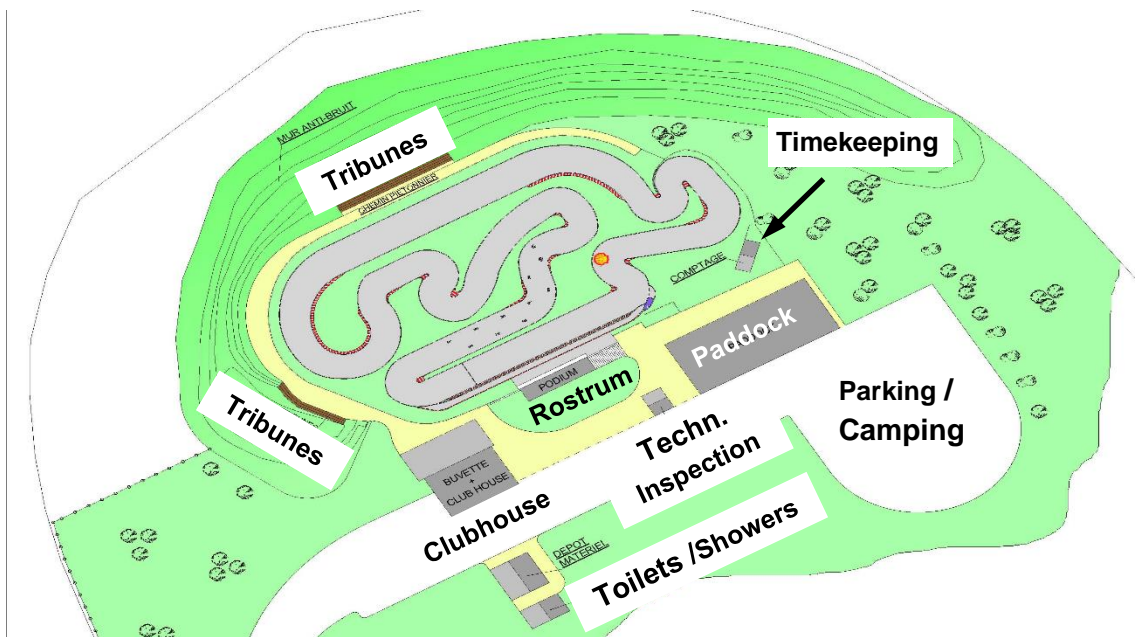 MUR ANTI-BRUIT
Tribunes
CHEMIN PIETONNIER
Timekeeping
COMPTAGE
Paddock
PODIUM
Rostrum
Tribunes
Parking /
Camping
Techn.
Inspection
BUVETTE
+
CLUB HOUSE
Clubhouse
DEPOT
MATERIEL
Toilets /Showers